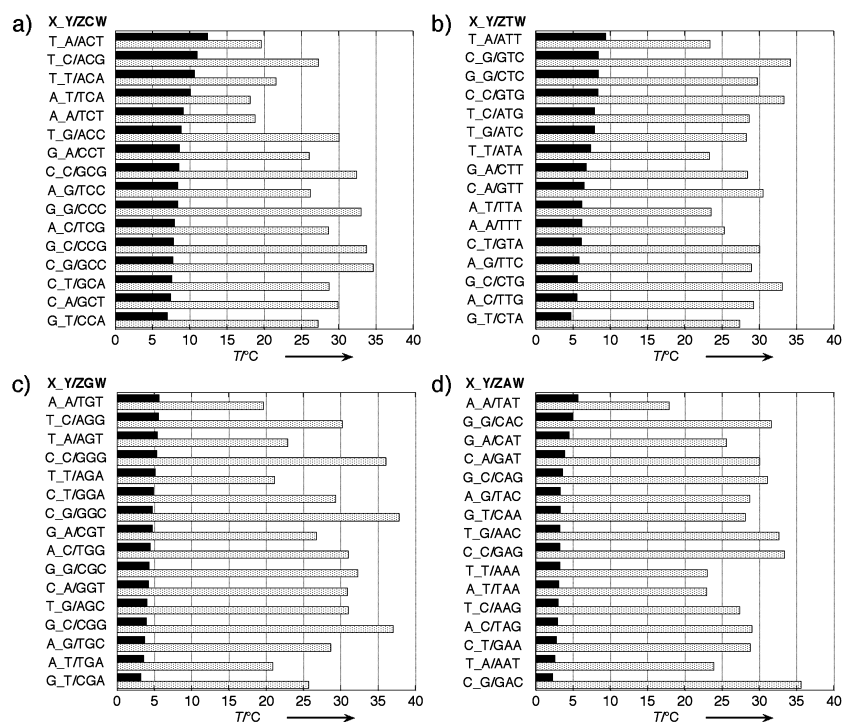 a)
X_Y/ZCW
T_A/ACT
T_C/ACG
T_T/ACA
A_T/TCA
A_A/TCT
T_G/ACC
G_A/CCT
C_C/GCG
A_G/TCC
G_G/CCC
A_C/TCG
G_C/CCG
C_G/GCC
C_T/GCA
C_A/GCT
G_T/CCA
0 5 10 15 20 25 30 35 40
T/°C
b)
X_Y/ZTW
T_A/ATT
C_G/GTC
G_G/CTC
C_C/GTG
T_C/ATG
T_G/ATC
T_T/ATA
G_A/CTT
C_A/GTT
A_T/TTA
A_A/TTT
C_T/GTA
A_G/TTC
G_C/CTG
A_C/TTG
G_T/CTA
0 5 10 15 20 25 30 35 40
T/°C
c)
X_Y/ZGW
A_A/TGT
T_C/AGG
T_A/AGT
C_C/GGG
T_T/AGA
C_T/GGA
C_G/GGC
G_A/CGT
A_C/TGG
G_G/CGC
C_A/GGT
T_G/AGC
G_C/CGG
A_G/TGC
A_T/TGA
G_T/CGA
0 5 10 15 20 25 30 35 40
T/°C
d)
X_Y/ZAW
A_A/TAT
G_G/CAC
G_A/CAT
C_A/GAT
G_C/CAG
A_G/TAC
G_T/CAA
T_G/AAC
C_C/GAG
T_T/AAA
A_T/TAA
T_C/AAG
A_C/TAG
C_T/GAA
T_A/AAT
C_G/GAC
0 5 10 15 20 25 30 35 40
T/°C